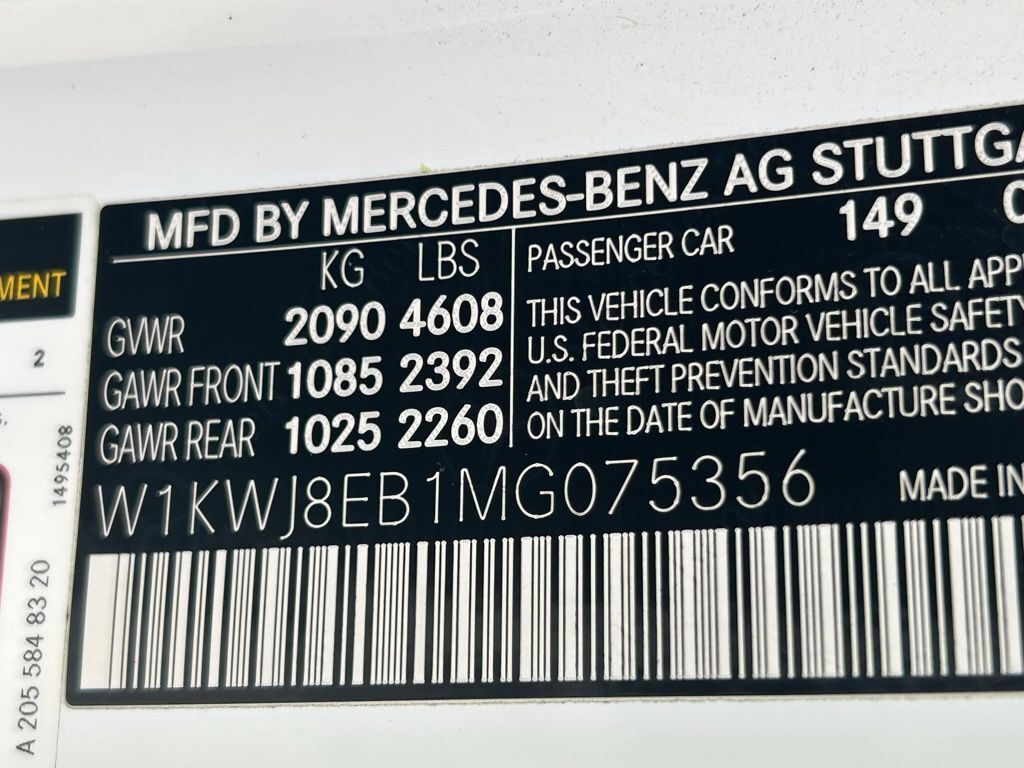 MFD BY MERCEDES-BENZ AG STUTTGA
KG LBS
GVWR 2090 4608
GAWR FRONT 1085 2392
GAWR REAR 1025 2260
PASSENGER CAR 149
THIS VEHICLE CONFORMS TO ALL APP
U.S. FEDERAL MOTOR VEHICLE SAFETY
AND THEFT PREVENTION STANDARDS
ON THE DATE OF MANUFACTURE SHO
W1KWJ8EB1MG075356
MADE IN
MENT
2
1495408
A 205 584 83 20